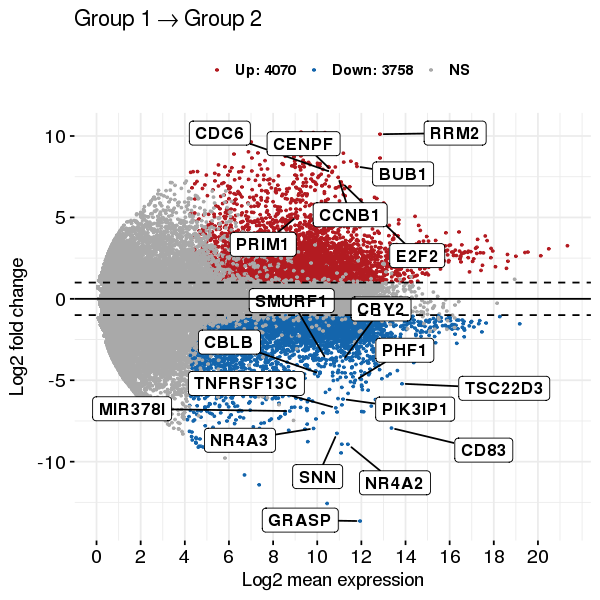 Group 1 → Group 2
Up: 4070 Down: 3758 NS
CDC6
CENPF
RRM2
BUB1
CCNB1
PRIM1
E2F2
SMURF1
CRY2
CBLB
PHF1
TNFRSF13C
TSC22D3
MIR378I
PIK3IP1
NR4A3
CD83
SNN
NR4A2
GRASP
10
5
0
-5
-10
Log2 fold change
0 2 4 6 8 10 12 14 16 18 20
Log2 mean expression